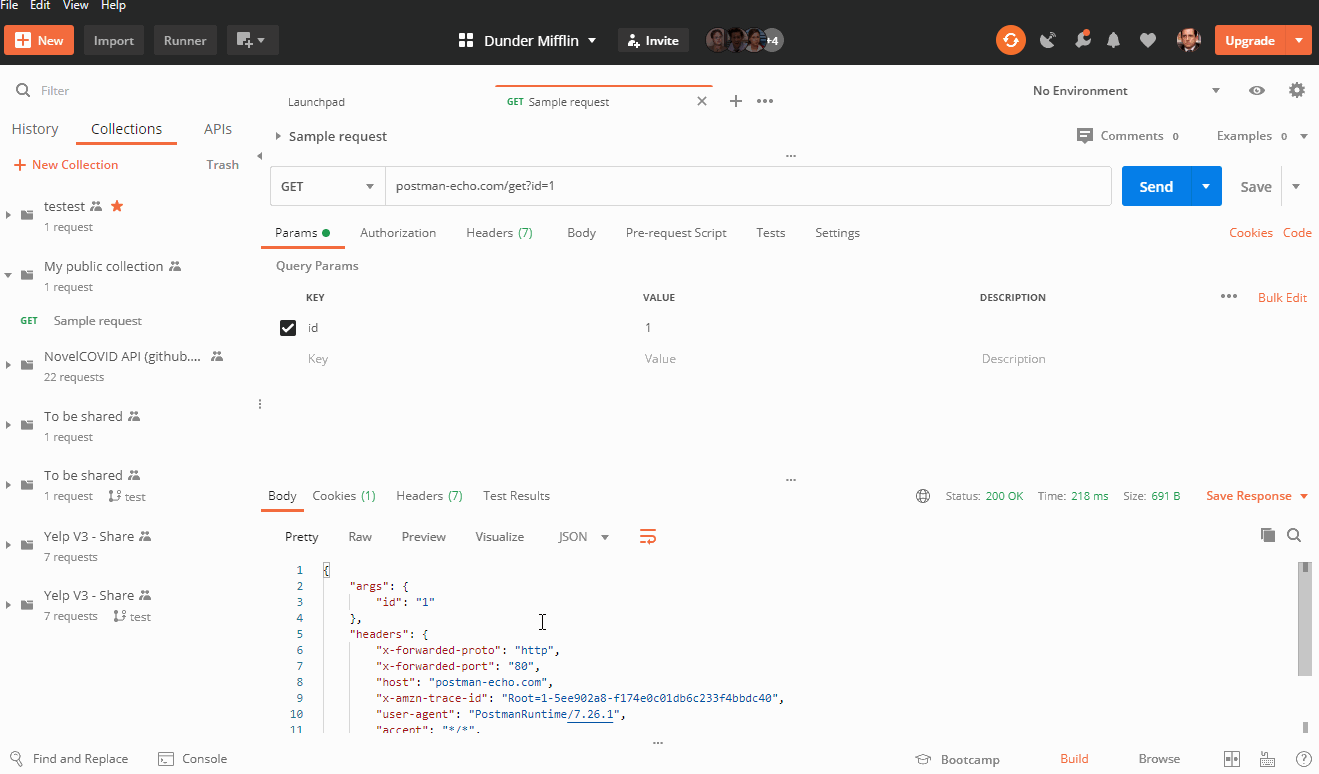 File Edit View Help
New Import Runner Dunder Mifflin Invite +4 Upgrade
Filter
History Collections APIs
New Collection Trash
testest
1 request
My public collection
1 request
GET Sample request
NovelCOVID API (github....
22 requests
To be shared
1 request
To be shared
1 request test
Yelp V3 - Share
7 requests
Yelp V3 - Share
7 requests test
Launchpad GET Sample request No Environment
Sample request Comments 0 Examples 0
GET postman-echo.com/get?id=1 Send Save
Params Authorization Headers (7) Body Pre-request Script Tests Settings Cookies Code
Query Params
KEY VALUE DESCRIPTION Bulk Edit
id 1
Key Value Description
Body Cookies (1) Headers (7) Test Results Status: 200 OK Time: 218 ms Size: 691 B Save Response
Pretty Raw Preview Visualize JSON
1 {
2 "args": {
3 "id": "1"
4 },
5 "headers": {
6 "x-forwarded-proto": "http",
7 "x-forwarded-port": "80",
8 "host": "postman-echo.com",
9 "x-amzn-trace-id": "Root=1-5ee902a8-f174e0c01db6c233f4bbdc40",
10 "user-agent": "PostmanRuntime/7.26.1",
11 "accept": "*/*",
Find and Replace Console Bootcamp Build Browse